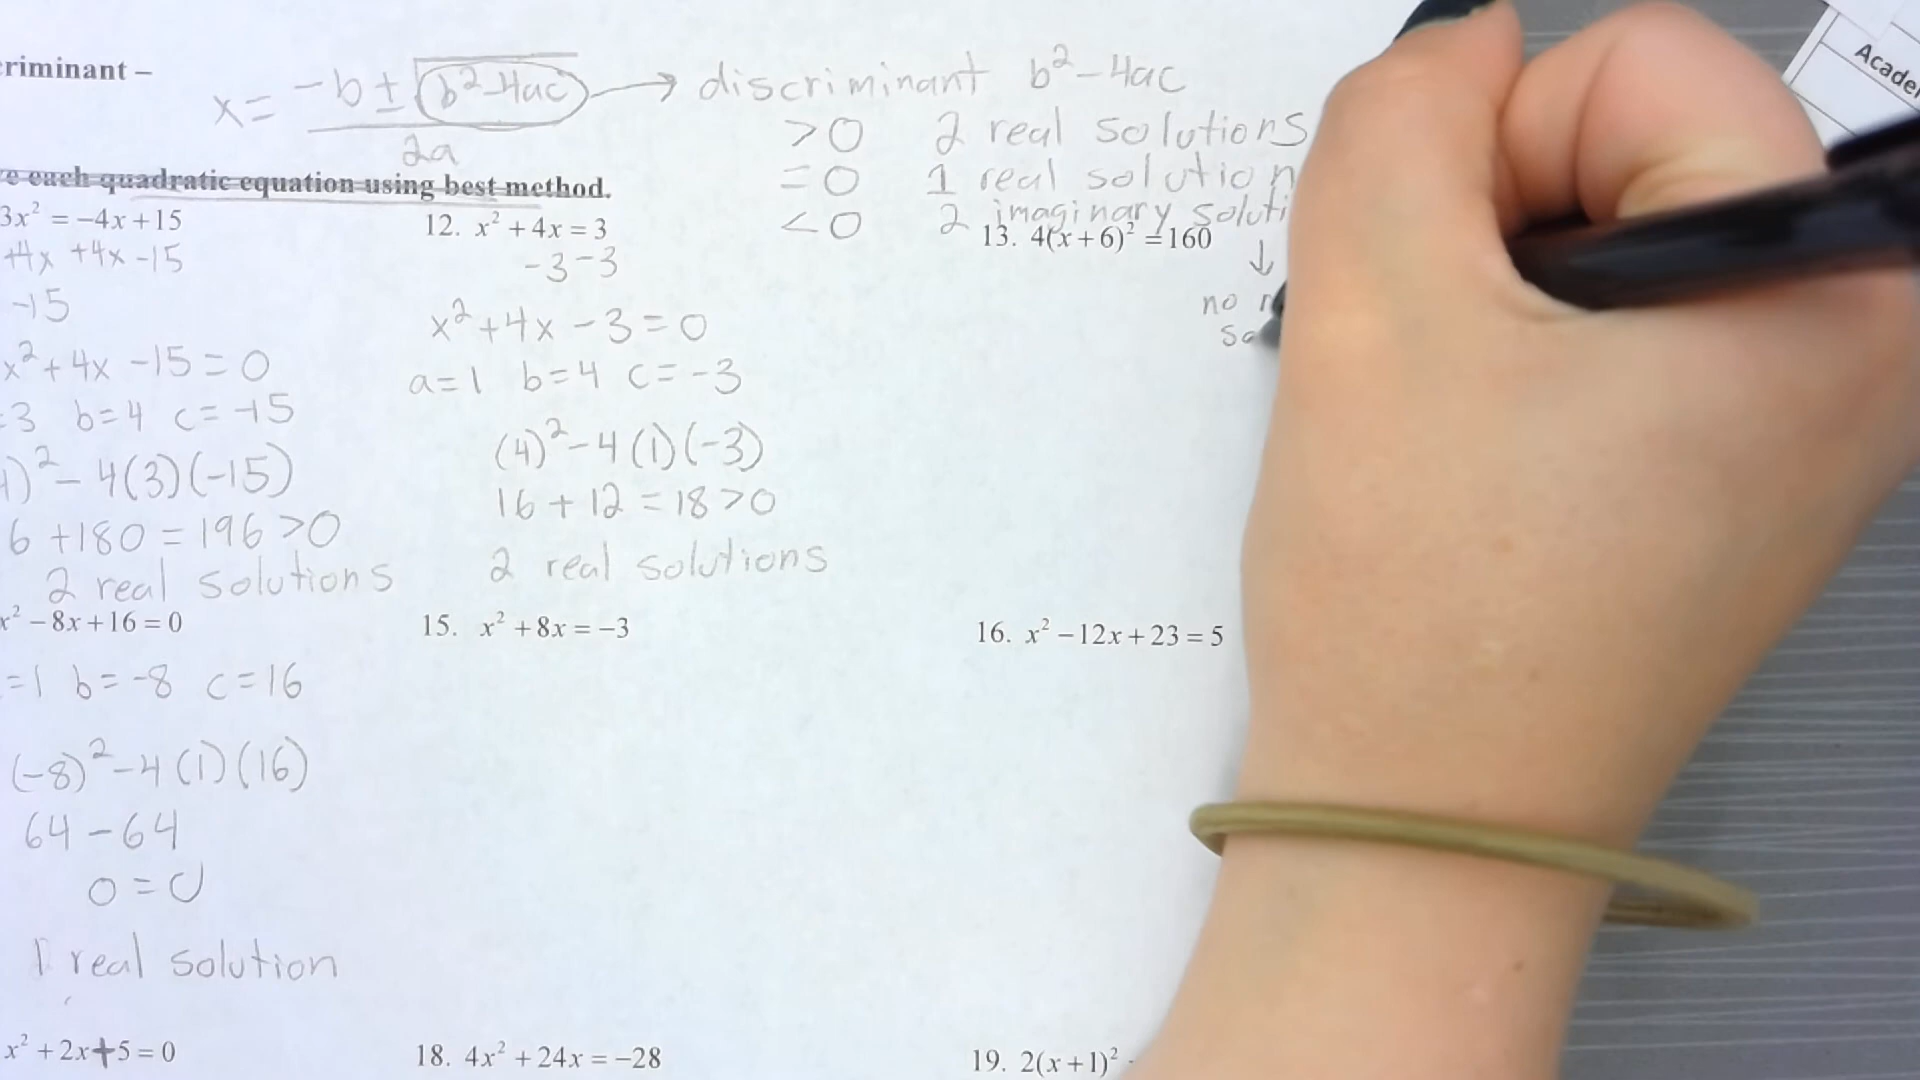 riminant –
x = -b ± √b² - 4ac / 2a → discriminant b² - 4ac
>0 2 real solutions
=0 1 real solution
<0 2 imaginary soluti
↓
no
e each quadratic equation using best method.
3x² = −4x + 15
+4x +4x -15
-15
x² + 4x - 15 = 0
=3 b=4 c=-15
)² - 4(3)(-15)
6 + 180 = 196 > 0
2 real solutions
12. x² + 4x = 3
-3 -3
x² + 4x - 3 = 0
a=1 b=4 c=-3
(4)² - 4(1)(-3)
16 + 12 = 18 > 0
2 real solutions
13. 4(x + 6)² = 160
x² − 8x + 16 = 0
=1 b=-8 c=16
(-8)² - 4(1)(16)
64 - 64
0 = 0
1 real solution
15. x² + 8x = −3
16. x² − 12x + 23 = 5
x² + 2x + 5 = 0
18. 4x² + 24x = −28
19. 2(x + 1)²
Acade